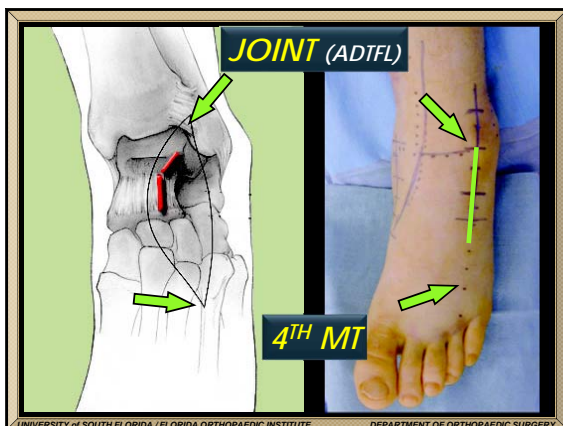 JOINT (ADTFL)
4TH MT
UNIVERSITY of SOUTH FLORIDA / FLORIDA ORTHOPAEDIC INSTITUTE DEPARTMENT OF ORTHOPAEDIC SURGERY